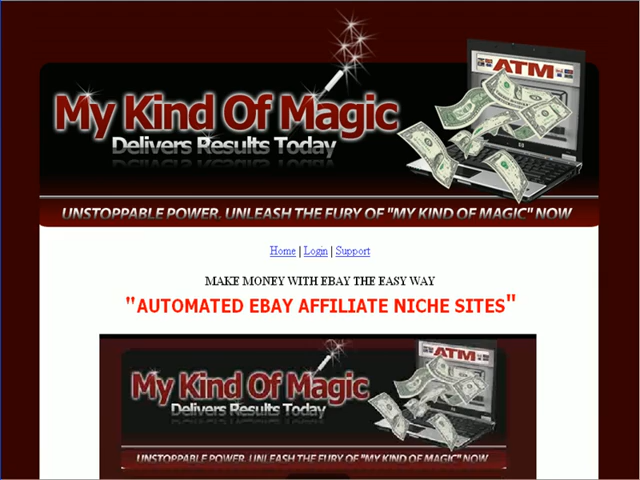 ATM
My Kind Of Magic
Delivers Results Today
UNSTOPPABLE POWER. UNLEASH THE FURY OF "MY KIND OF MAGIC" NOW
Home | Login | Support
MAKE MONEY WITH EBAY THE EASY WAY
"AUTOMATED EBAY AFFILIATE NICHE SITES"
ATM
My Kind Of Magic
Delivers Results Today
UNSTOPPABLE POWER. UNLEASH THE FURY OF "MY KIND OF MAGIC" NOW